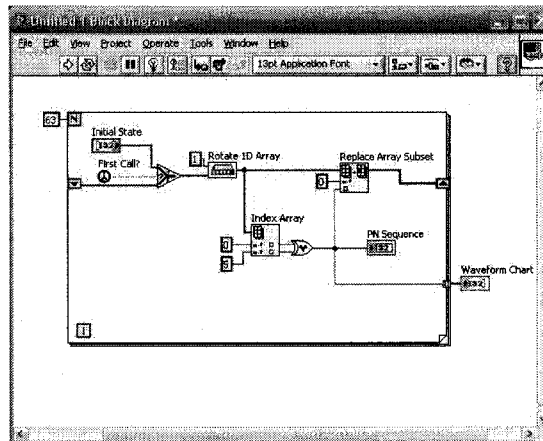 Untitled 1 Block Diagram *
File Edit View Project Operate Tools Window Help
13pt Application Font
63 N
Initial State
First Call?
1 Rotate 1D Array
Replace Array Subset
0
Index Array
0
5
PN Sequence
Waveform Chart
i